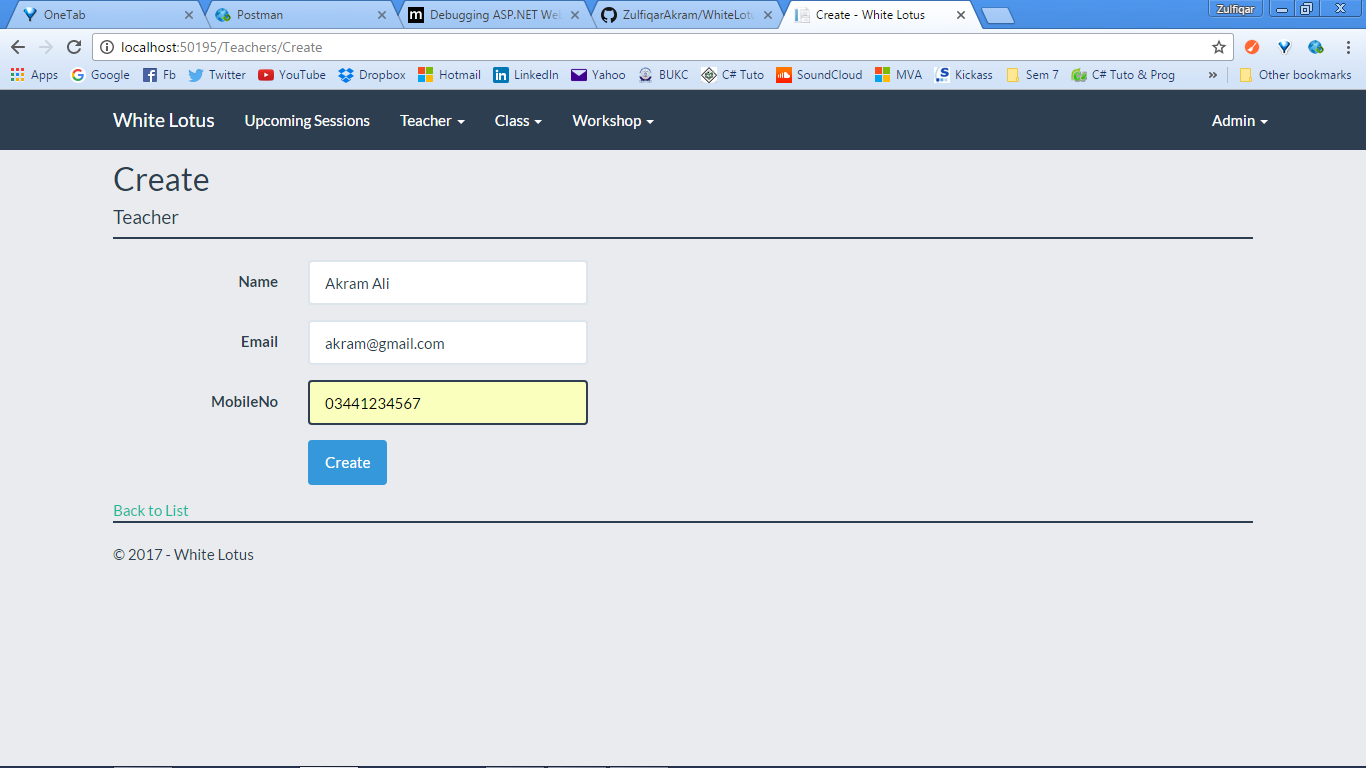 OneTab Postman Debugging ASP.NET Web ZulfiqarAkram/WhiteLotu Create - White Lotus Zulfiqar
localhost:50195/Teachers/Create
Apps Google Fb Twitter YouTube Dropbox Hotmail LinkedIn Yahoo BUKC C# Tuto SoundCloud MVA Kickass Sem 7 C# Tuto & Prog » Other bookmarks
White Lotus Upcoming Sessions Teacher Class Workshop Admin
Create
Teacher
Name Akram Ali
Email akram@gmail.com
MobileNo 03441234567
Create
Back to List
© 2017 - White Lotus